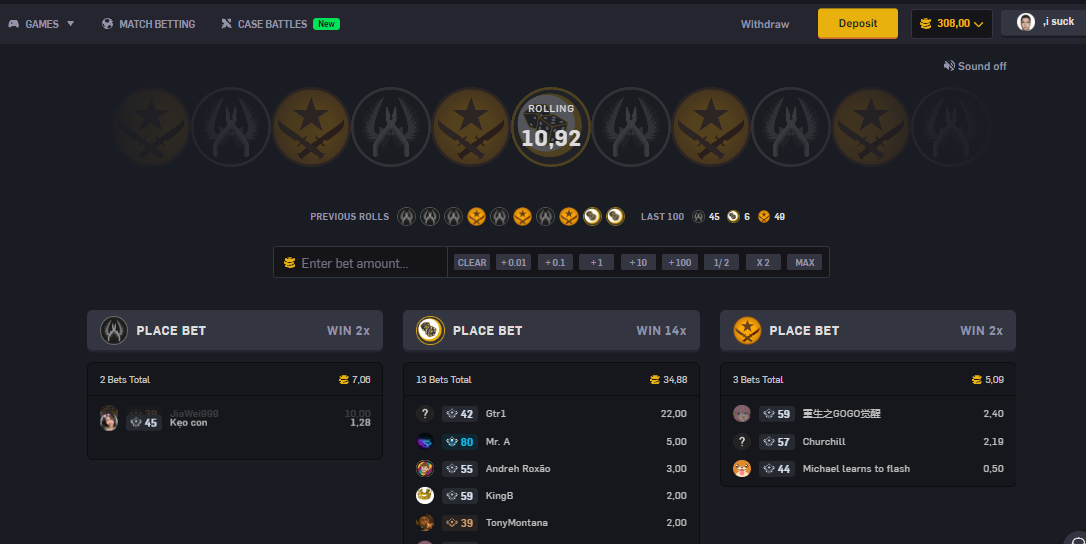 GAMES MATCH BETTING CASE BATTLES New Withdraw Deposit 308,00 ,i suck
Sound off
ROLLING
10,92
PREVIOUS ROLLS LAST 100 45 6 49
Enter bet amount... CLEAR +0.01 +0.1 +1 +10 +100 1/2 X 2 MAX
PLACE BET WIN 2x
2 Bets Total 7,06
39 JiaWei999 10,00
45 Kẹo con 1,28
PLACE BET WIN 14x
13 Bets Total 34,88
? 42 Gtr1 22,00
80 Mr. A 5,00
55 Andreh Roxão 3,00
59 KingB 2,00
39 TonyMontana 2,00
PLACE BET WIN 2x
3 Bets Total 5,09
59 重生之GOGO觉醒 2,40
? 57 Churchill 2,19
44 Michael learns to flash 0,50